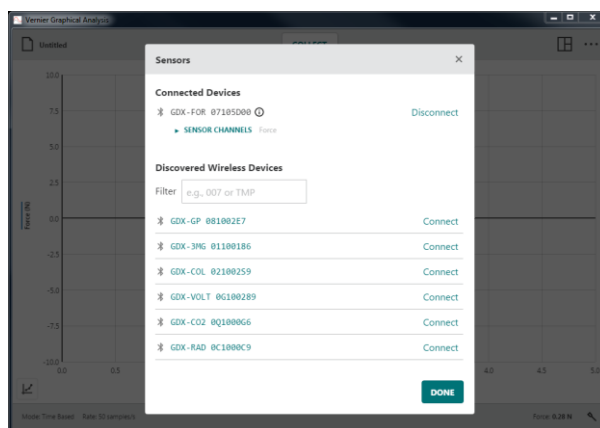 Vernier Graphical Analysis
Untitled
COLLECT
Sensors
Connected Devices
GDX-FOR 07105D00
Disconnect
SENSOR CHANNELS Force
Discovered Wireless Devices
Filter e.g., 007 or TMP
GDX-GP 081002E7 Connect
GDX-3MG 01100186 Connect
GDX-COL 02100259 Connect
GDX-VOLT 0G100289 Connect
GDX-CO2 0Q1000G6 Connect
GDX-RAD 0C1000C9 Connect
DONE
Force (N)
10.0
7.5
5.0
2.5
0.0
-2.5
-5.0
-7.5
-10.0
0.0 0.5 4.0 4.5 5.0
Mode: Time Based Rate: 50 samples/s Force: 6.28 N